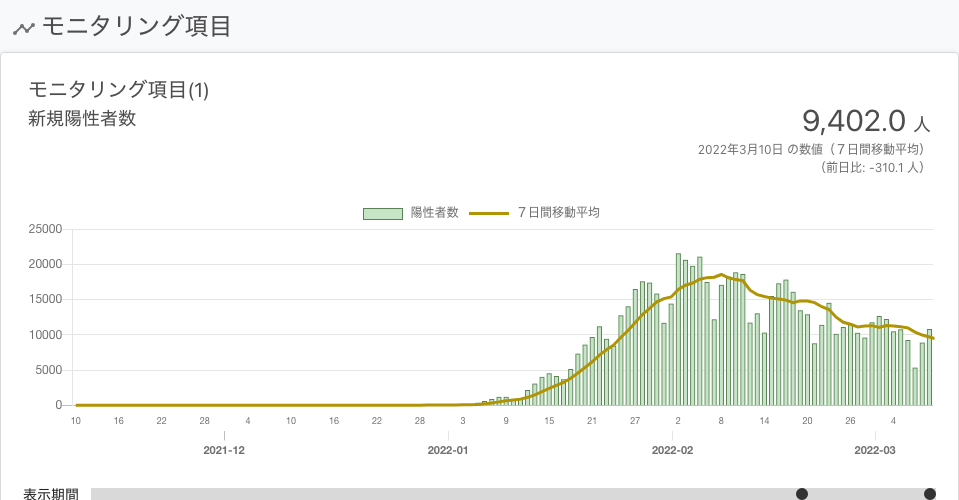 モニタリング項目
モニタリング項目(1)
新規陽性者数
9,402.0 人
2022年3月10日 の数値（７日間移動平均）
（前日比: -310.1 人）
陽性者数 ７日間移動平均
25000
20000
15000
10000
5000
0
10 16 22 28 4 10 16 22 28 3 9 15 21 27 2 8 14 20 26 4
2021-12 2022-01 2022-02 2022-03
表示期間